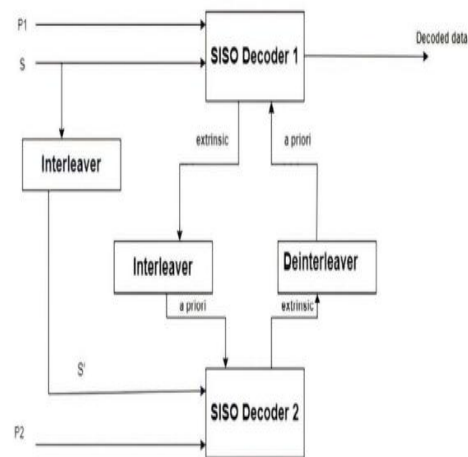 P1
SISO Decoder 1
Decoded data
S
extrinsic
a priori
Interleaver
Interleaver
Deinterleaver
a priori
extrinsic
S'
SISO Decoder 2
P2